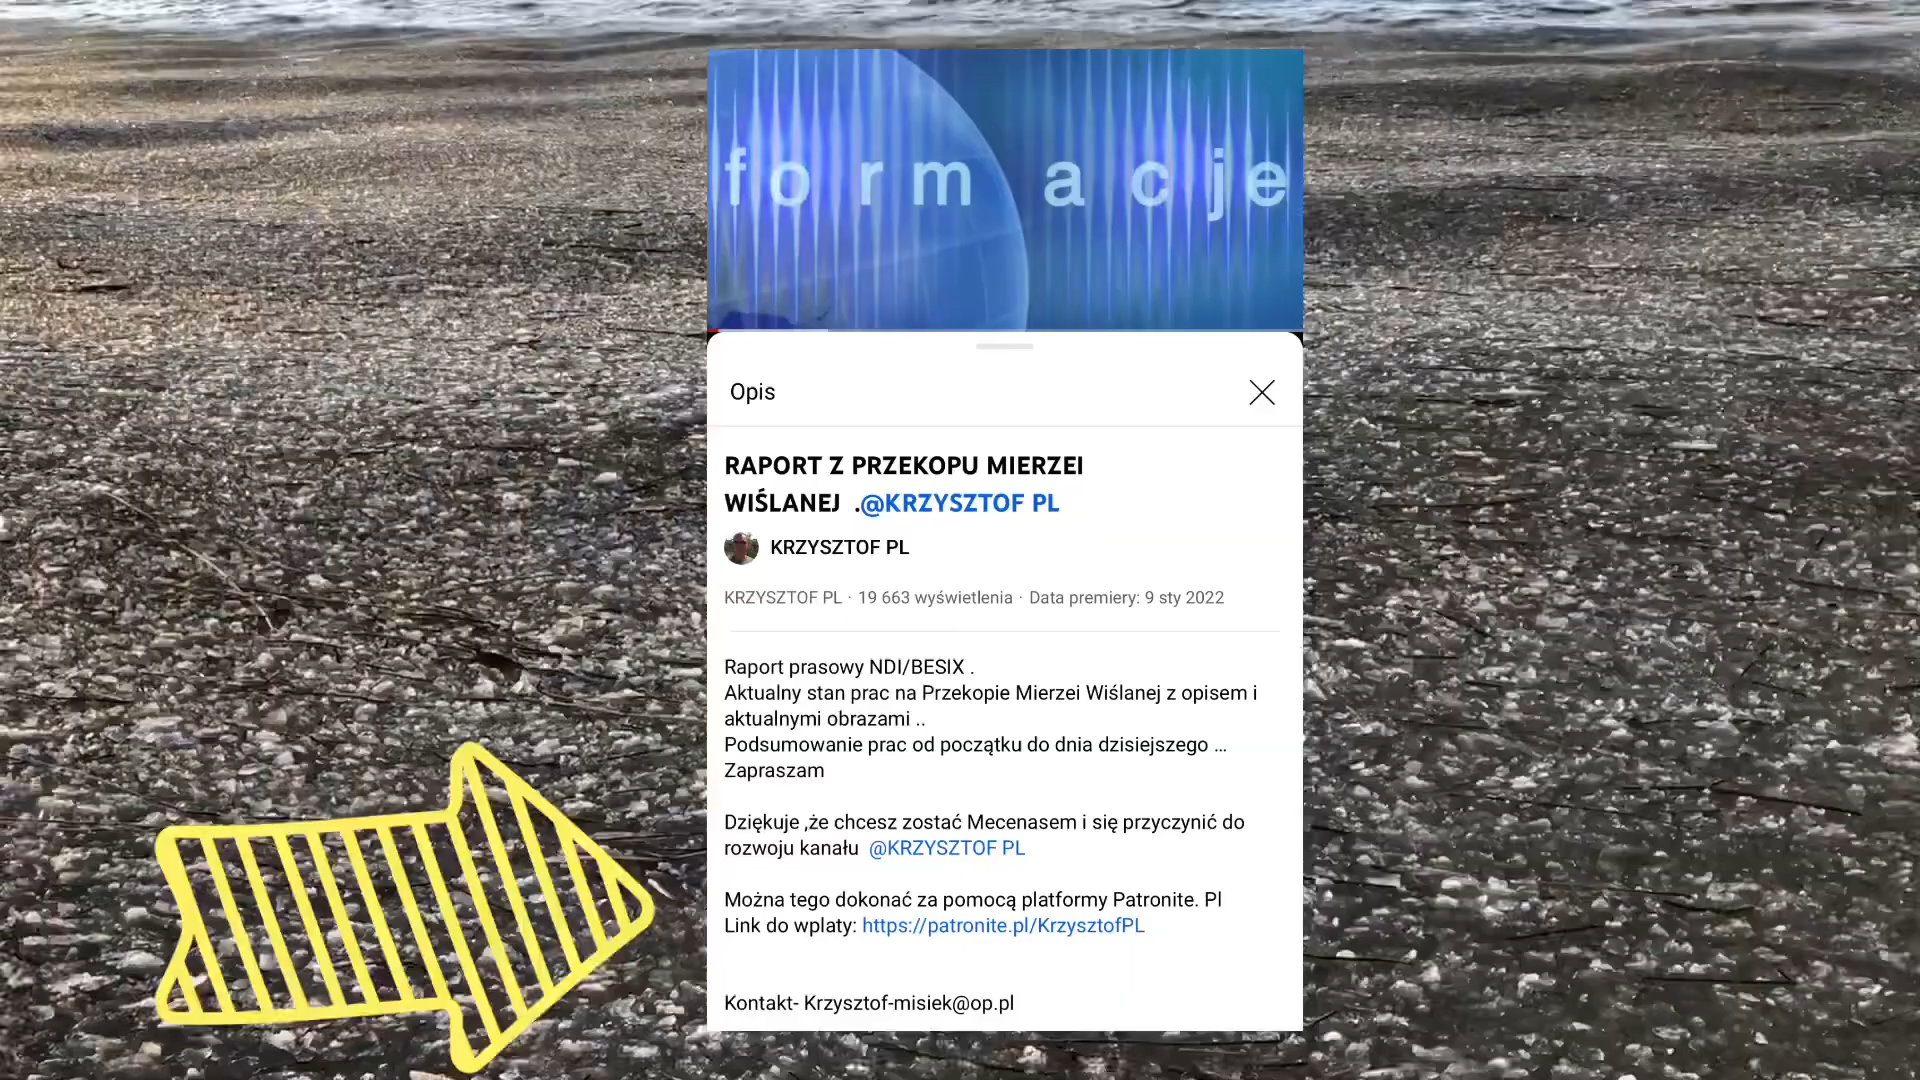 formacje
Opis
RAPORT Z PRZEKOPU MIERZEI
WIŚLANEJ .@KRZYSZTOF PL
KRZYSZTOF PL
KRZYSZTOF PL · 19 663 wyświetlenia · Data premiery: 9 sty 2022
Raport prasowy NDI/BESIX .
Aktualny stan prac na Przekopie Mierzei Wiślanej z opisem i
aktualnymi obrazami ..
Podsumowanie prac od początku do dnia dzisiejszego ...
Zapraszam
Dziękuje ,że chcesz zostać Mecenasem i się przyczynić do
rozwoju kanału @KRZYSZTOF PL
Można tego dokonać za pomocą platformy Patronite. Pl
Link do wplaty: https://patronite.pl/KrzysztofPL
Kontakt- Krzysztof-misiek@op.pl